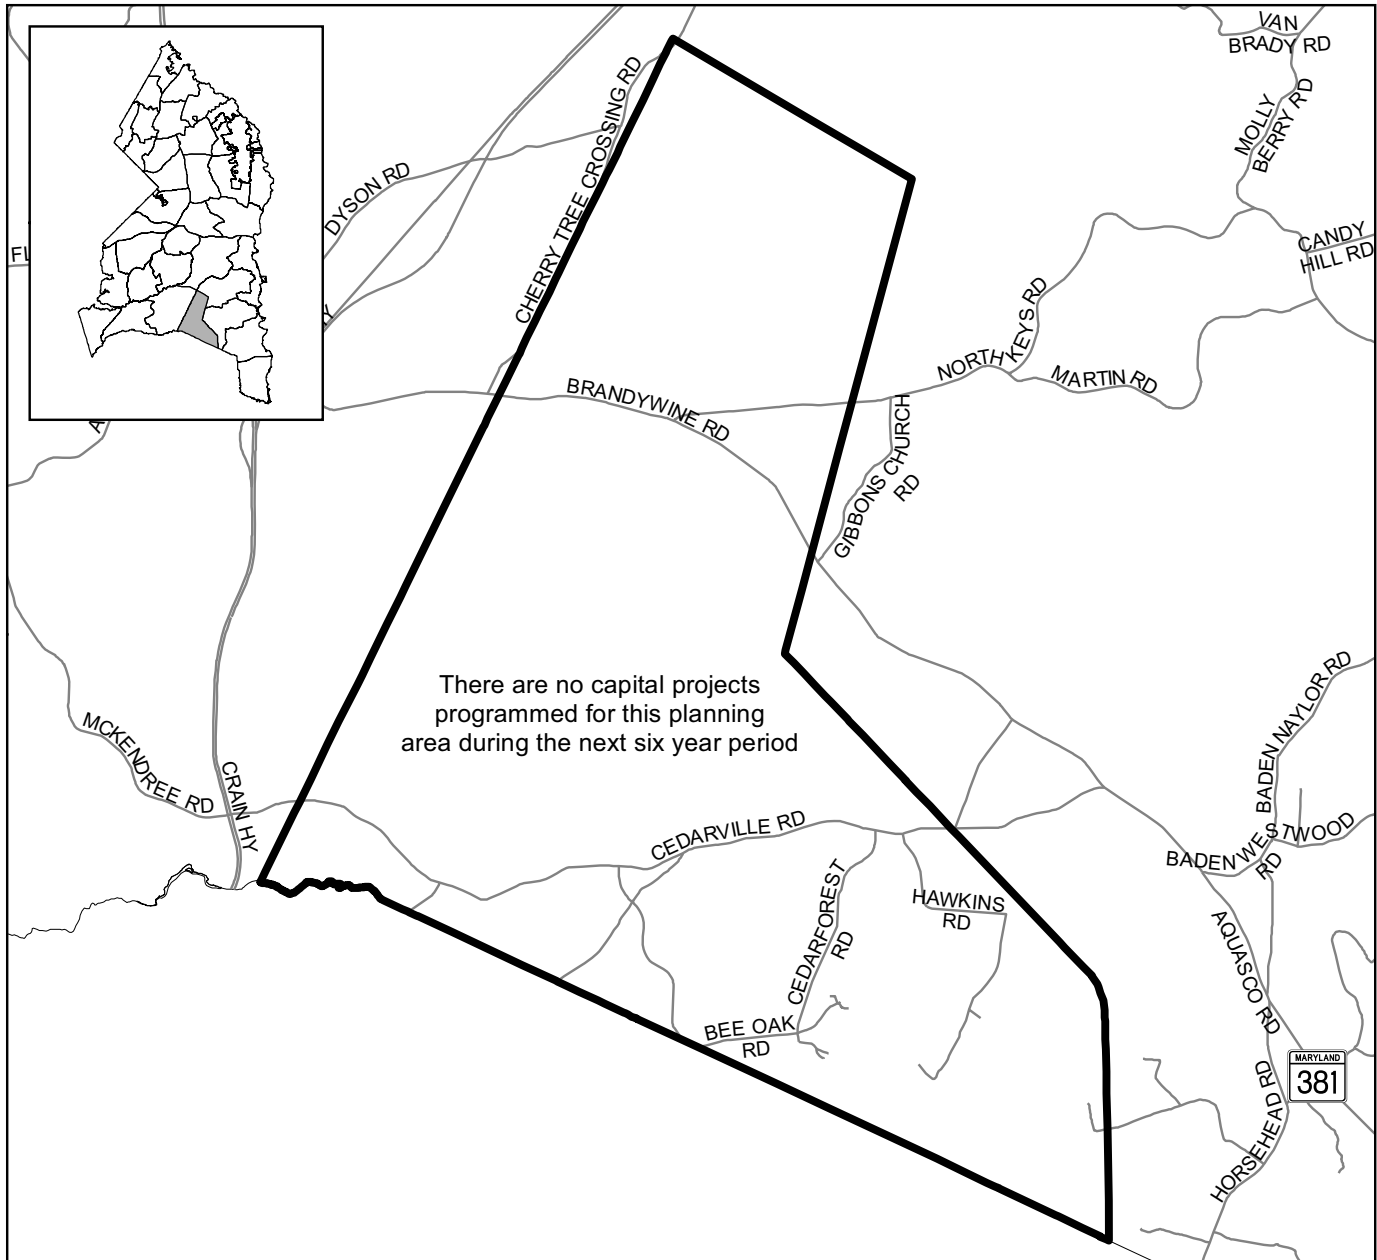 VAN
BRADY RD
MOLLY
BERRY RD
CHERRY TREE CROSSING RD
DYSON RD
CANDY
HILL RD
FL
Y
NORTH
KEYS RD
MARTIN RD
BRANDYWINE RD
A
GIBBONS CHURCH
RD
There are no capital projects
programmed for this planning
area during the next six year period
BADEN NAYLOR RD
MCKENDREE RD
CRAIN HY
CEDARVILLE RD
BADEN WESTWOOD
RD
CEDARFOREST
RD
HAWKINS
RD
AQUASCO RD
BEE OAK
RD
MARYLAND
381
HORSEHEAD RD